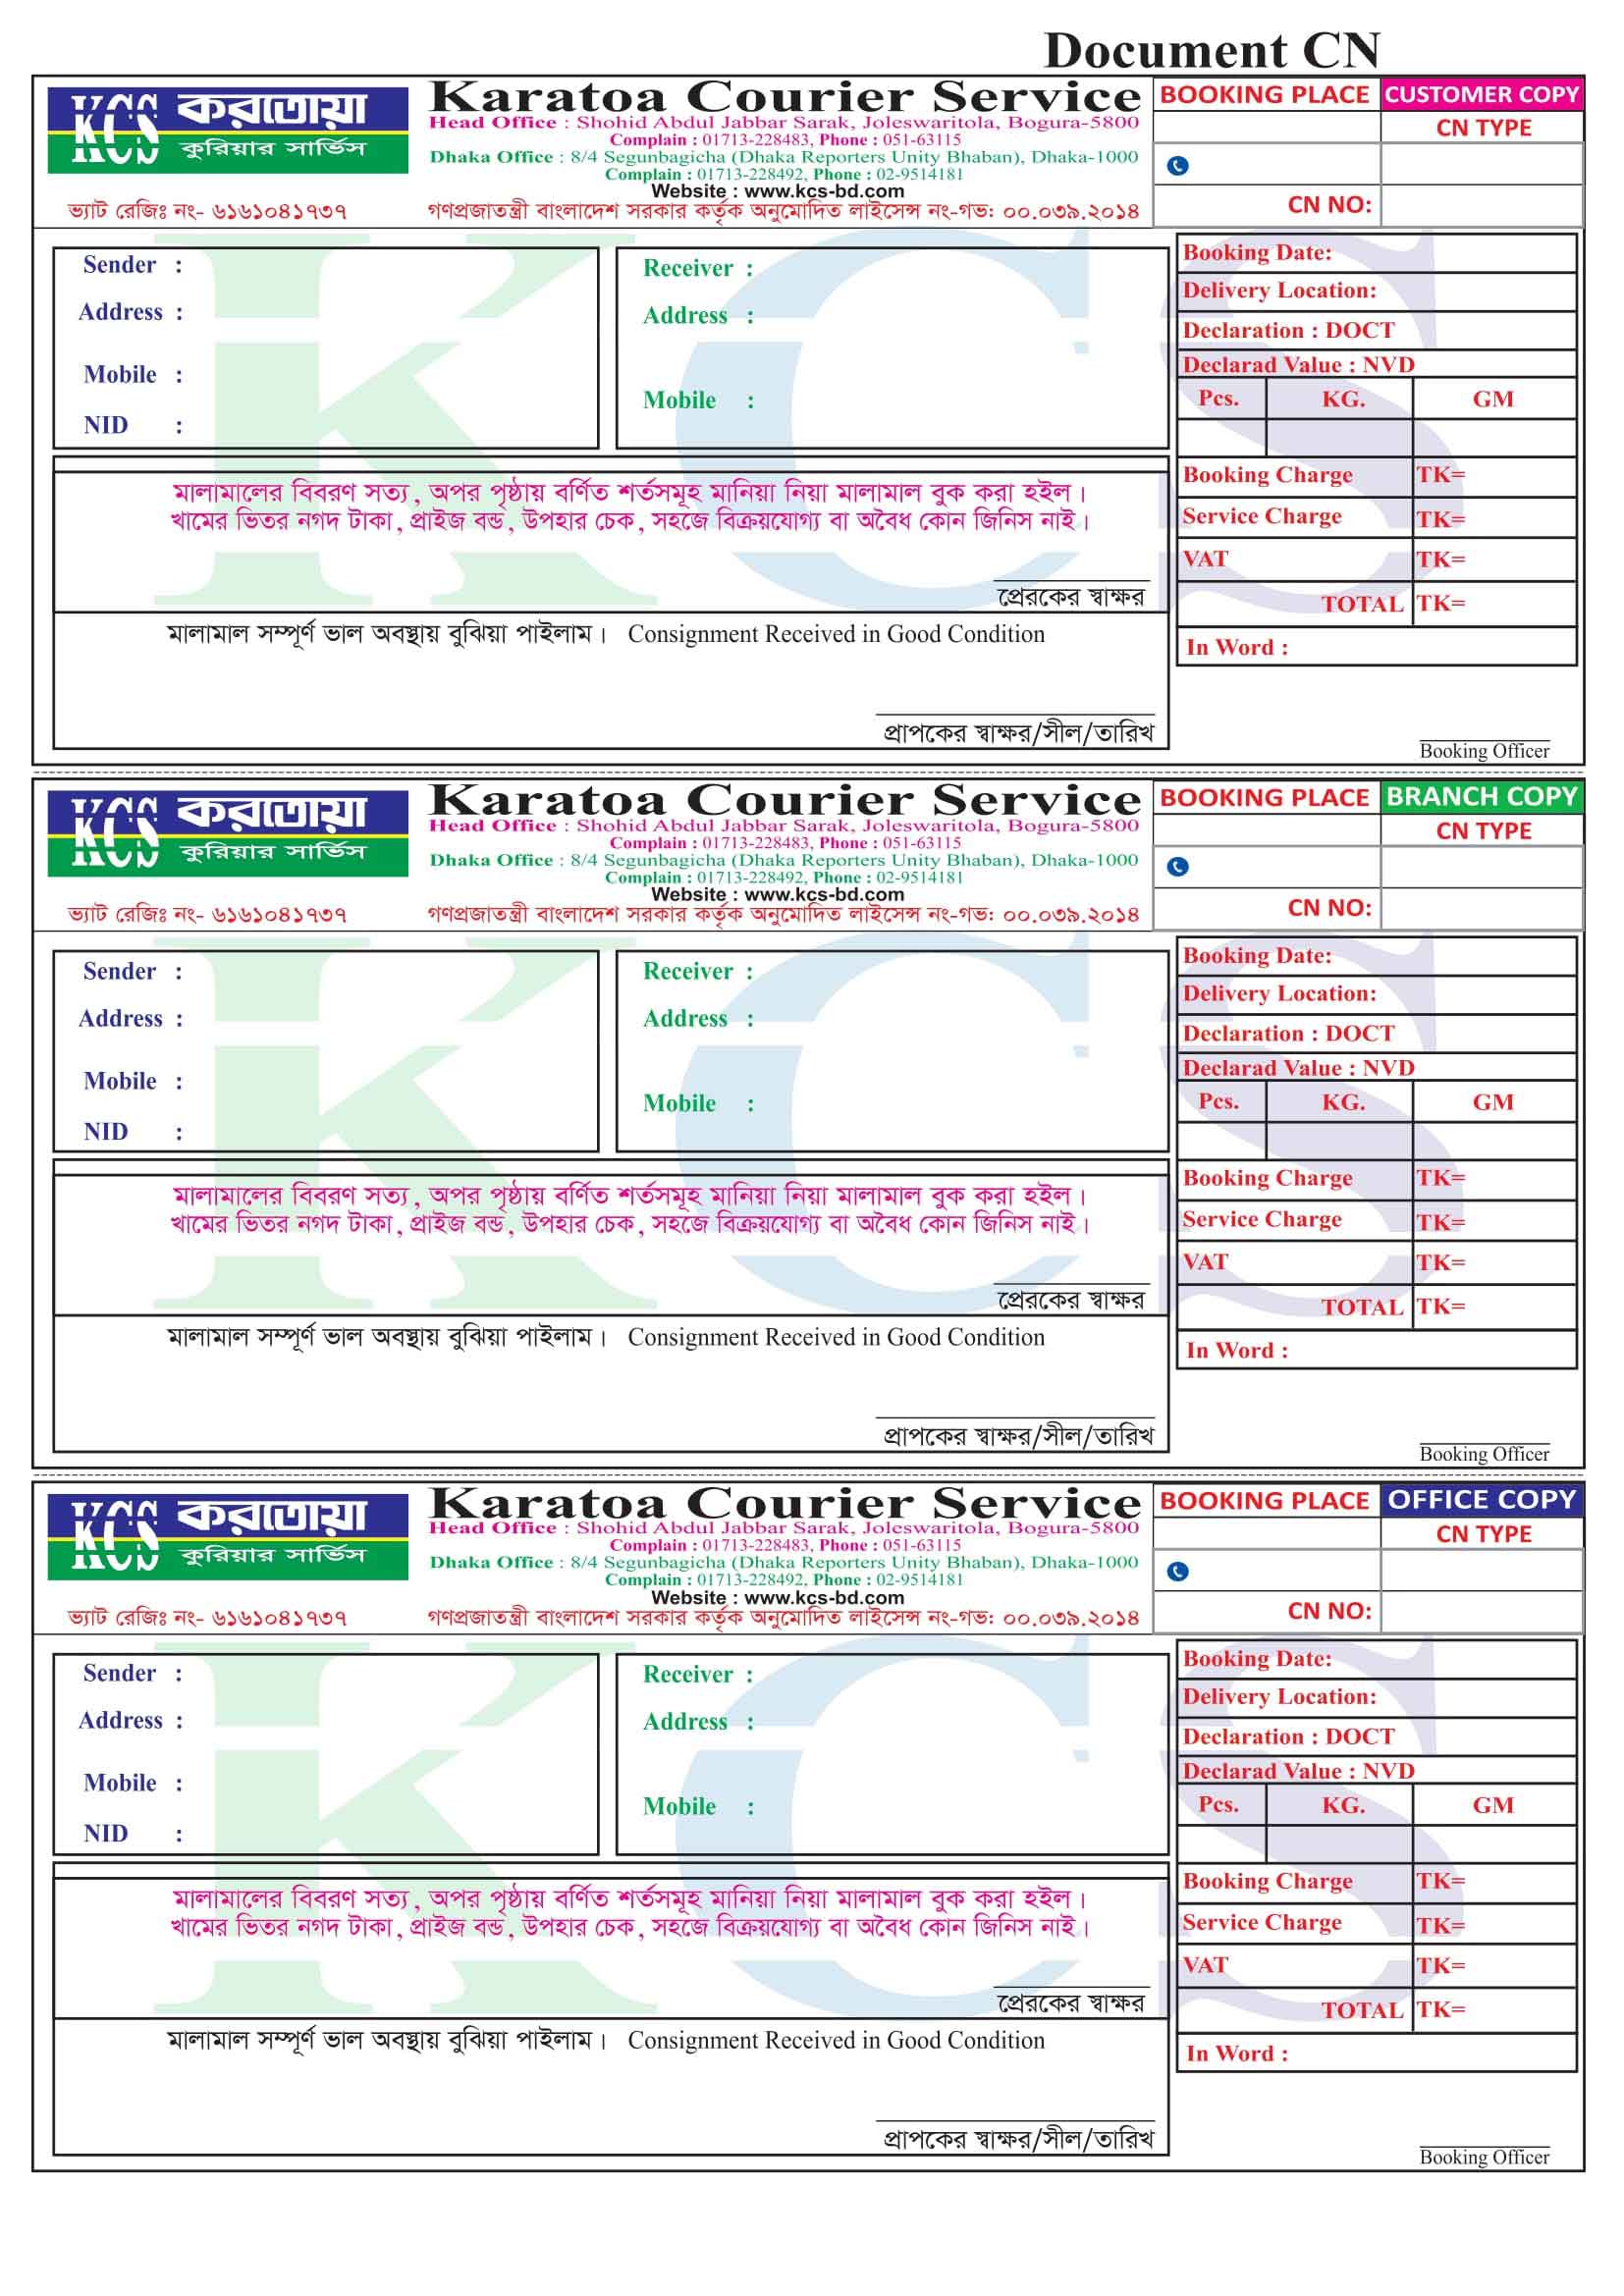 Document CN
KCS করতোয়া
কুরিয়ার সার্ভিস
Karatoa Courier Service
Head Office : Shohid Abdul Jabbar Sarak, Joleswaritola, Bogura-5800
Complain : 01713-228483, Phone : 051-63115
Dhaka Office : 8/4 Segunbagicha (Dhaka Reporters Unity Bhaban), Dhaka-1000
Complain : 01713-228492, Phone : 02-9514181
Website : www.kcs-bd.com
ভ্যাট রেজিঃ নং- ৬১৬১০৪১৭৩৭
গণপ্রজাতন্ত্রী বাংলাদেশ সরকার কর্তৃক অনুমোদিত লাইসেন্স নং-গভ: ০০.০৩৯.২০১৪
BOOKING PLACE CUSTOMER COPY
CN TYPE
CN NO:
Sender :
Address :
Mobile :
NID :
Receiver :
Address :
Mobile :
Booking Date:
Delivery Location:
Declaration : DOCT
Declarad Value : NVD
Pcs. KG. GM
Booking Charge TK=
Service Charge TK=
VAT TK=
TOTAL TK=
In Word :
মালামালের বিবরণ সত্য, অপর পৃষ্ঠায় বর্ণিত শর্তসমূহ মানিয়া নিয়া মালামাল বুক করা হইল।
খামের ভিতর নগদ টাকা, প্রাইজ বন্ড, উপহার চেক, সহজে বিক্রয়যোগ্য বা অবৈধ কোন জিনিস নাই।
প্রেরকের স্বাক্ষর
মালামাল সম্পূর্ণ ভাল অবস্থায় বুঝিয়া পাইলাম। Consignment Received in Good Condition
প্রাপকের স্বাক্ষর/সীল/তারিখ
Booking Officer
KCS
KCS করতোয়া
কুরিয়ার সার্ভিস
Karatoa Courier Service
Head Office : Shohid Abdul Jabbar Sarak, Joleswaritola, Bogura-5800
Complain : 01713-228483, Phone : 051-63115
Dhaka Office : 8/4 Segunbagicha (Dhaka Reporters Unity Bhaban), Dhaka-1000
Complain : 01713-228492, Phone : 02-9514181
Website : www.kcs-bd.com
ভ্যাট রেজিঃ নং- ৬১৬১০৪১৭৩৭
গণপ্রজাতন্ত্রী বাংলাদেশ সরকার কর্তৃক অনুমোদিত লাইসেন্স নং-গভ: ০০.০৩৯.২০১৪
BOOKING PLACE BRANCH COPY
CN TYPE
CN NO:
Sender :
Address :
Mobile :
NID :
Receiver :
Address :
Mobile :
Booking Date:
Delivery Location:
Declaration : DOCT
Declarad Value : NVD
Pcs. KG. GM
Booking Charge TK=
Service Charge TK=
VAT TK=
TOTAL TK=
In Word :
মালামালের বিবরণ সত্য, অপর পৃষ্ঠায় বর্ণিত শর্তসমূহ মানিয়া নিয়া মালামাল বুক করা হইল।
খামের ভিতর নগদ টাকা, প্রাইজ বন্ড, উপহার চেক, সহজে বিক্রয়যোগ্য বা অবৈধ কোন জিনিস নাই।
প্রেরকের স্বাক্ষর
মালামাল সম্পূর্ণ ভাল অবস্থায় বুঝিয়া পাইলাম। Consignment Received in Good Condition
প্রাপকের স্বাক্ষর/সীল/তারিখ
Booking Officer
KCS
KCS করতোয়া
কুরিয়ার সার্ভিস
Karatoa Courier Service
Head Office : Shohid Abdul Jabbar Sarak, Joleswaritola, Bogura-5800
Complain : 01713-228483, Phone : 051-63115
Dhaka Office : 8/4 Segunbagicha (Dhaka Reporters Unity Bhaban), Dhaka-1000
Complain : 01713-228492, Phone : 02-9514181
Website : www.kcs-bd.com
ভ্যাট রেজিঃ নং- ৬১৬১০৪১৭৩৭
গণপ্রজাতন্ত্রী বাংলাদেশ সরকার কর্তৃক অনুমোদিত লাইসেন্স নং-গভ: ০০.০৩৯.২০১৪
BOOKING PLACE OFFICE COPY
CN TYPE
CN NO:
Sender :
Address :
Mobile :
NID :
Receiver :
Address :
Mobile :
Booking Date:
Delivery Location:
Declaration : DOCT
Declarad Value : NVD
Pcs. KG. GM
Booking Charge TK=
Service Charge TK=
VAT TK=
TOTAL TK=
In Word :
মালামালের বিবরণ সত্য, অপর পৃষ্ঠায় বর্ণিত শর্তসমূহ মানিয়া নিয়া মালামাল বুক করা হইল।
খামের ভিতর নগদ টাকা, প্রাইজ বন্ড, উপহার চেক, সহজে বিক্রয়যোগ্য বা অবৈধ কোন জিনিস নাই।
প্রেরকের স্বাক্ষর
মালামাল সম্পূর্ণ ভাল অবস্থায় বুঝিয়া পাইলাম। Consignment Received in Good Condition
প্রাপকের স্বাক্ষর/সীল/তারিখ
Booking Officer
KCS